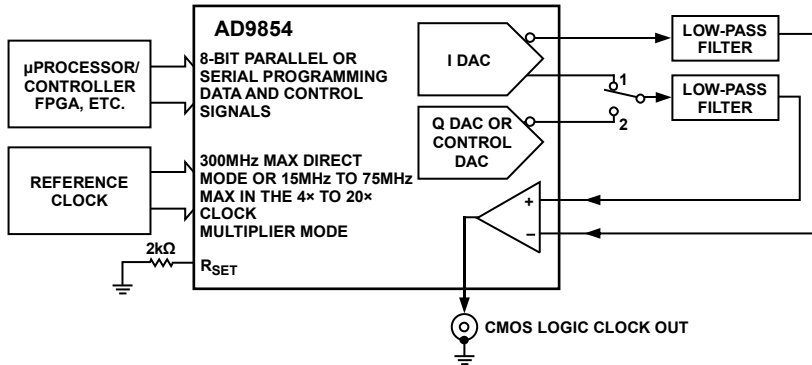 AD9854
µPROCESSOR/
CONTROLLER
FPGA, ETC.
8-BIT PARALLEL OR
SERIAL PROGRAMMING
DATA AND CONTROL
SIGNALS
I DAC
LOW-PASS
FILTER
1
2
LOW-PASS
FILTER
Q DAC OR
CONTROL
DAC
REFERENCE
CLOCK
300MHz MAX DIRECT
MODE OR 15MHz TO 75MHz
MAX IN THE 4× TO 20×
CLOCK
MULTIPLIER MODE
+
–
2kΩ
RSET
CMOS LOGIC CLOCK OUT